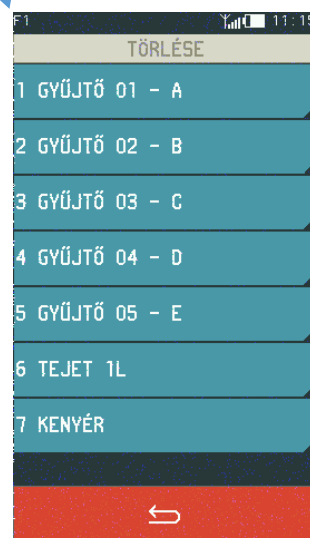 F1 11:15
TÖRLÉSE
1 GYŰJTŐ 01 - A
2 GYŰJTŐ 02 - B
3 GYŰJTŐ 03 - C
4 GYŰJTŐ 04 - D
5 GYŰJTŐ 05 - E
6 TEJET 1L
7 KENYÉR